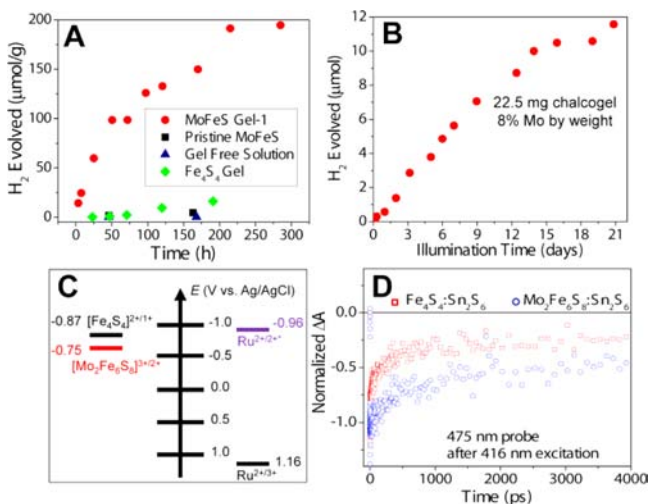 A
H₂ Evolved (μmol/g)
200
150
100
50
0
MoFeS Gel-1
Pristine MoFeS
Gel Free Solution
Fe₄S₄ Gel
0 50 100 150 200 250 300
Time (h)
B
H₂ Evolved (μmol)
12
10
8
6
4
2
0
22.5 mg chalcogel
8% Mo by weight
0 3 6 9 12 15 18 21
Illumination Time (days)
C
E (V vs. Ag/AgCl)
-0.87 [Fe₄S₄]²⁺/¹⁺
-0.75
[Mo₂Fe₆S₈]³⁺/²⁺
-1.0
-0.5
0.0
0.5
1.0
-0.96
Ru²⁺/²⁺*
1.16
Ru²⁺/³⁺
D
Fe₄S₄:Sn₂S₆ Mo₂Fe₆S₈:Sn₂S₆
Normalized ΔA
0.0
-0.5
-1.0
475 nm probe
after 416 nm excitation
0 1000 2000 3000 4000
Time (ps)